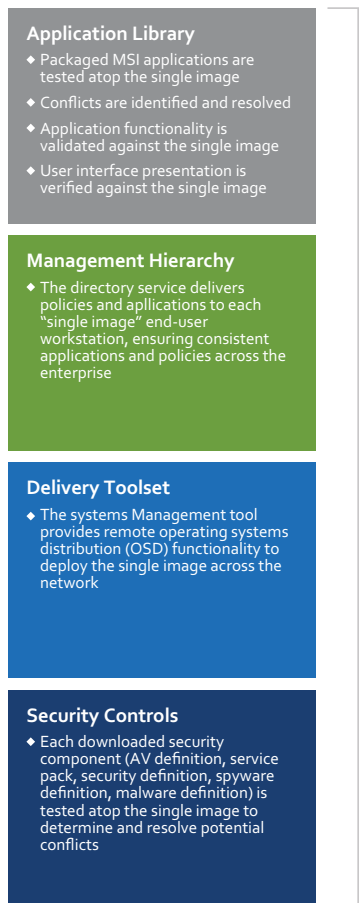 Application Library
◆ Packaged MSI applications are
tested atop the single image
◆ Conflicts are identified and resolved
◆ Application functionality is
validated against the single image
◆ User interface presentation is
verified against the single image
Management Hierarchy
◆ The directory service delivers
policies and apllications to each
“single image” end-user
workstation, ensuring consistent
applications and policies across the
enterprise
Delivery Toolset
◆ The systems Management tool
provides remote operating systems
distribution (OSD) functionality to
deploy the single image across the
network
Security Controls
◆ Each downloaded security
component (AV definition, service
pack, security definition, spyware
definition, malware definition) is
tested atop the single image to
determine and resolve potential
conflicts